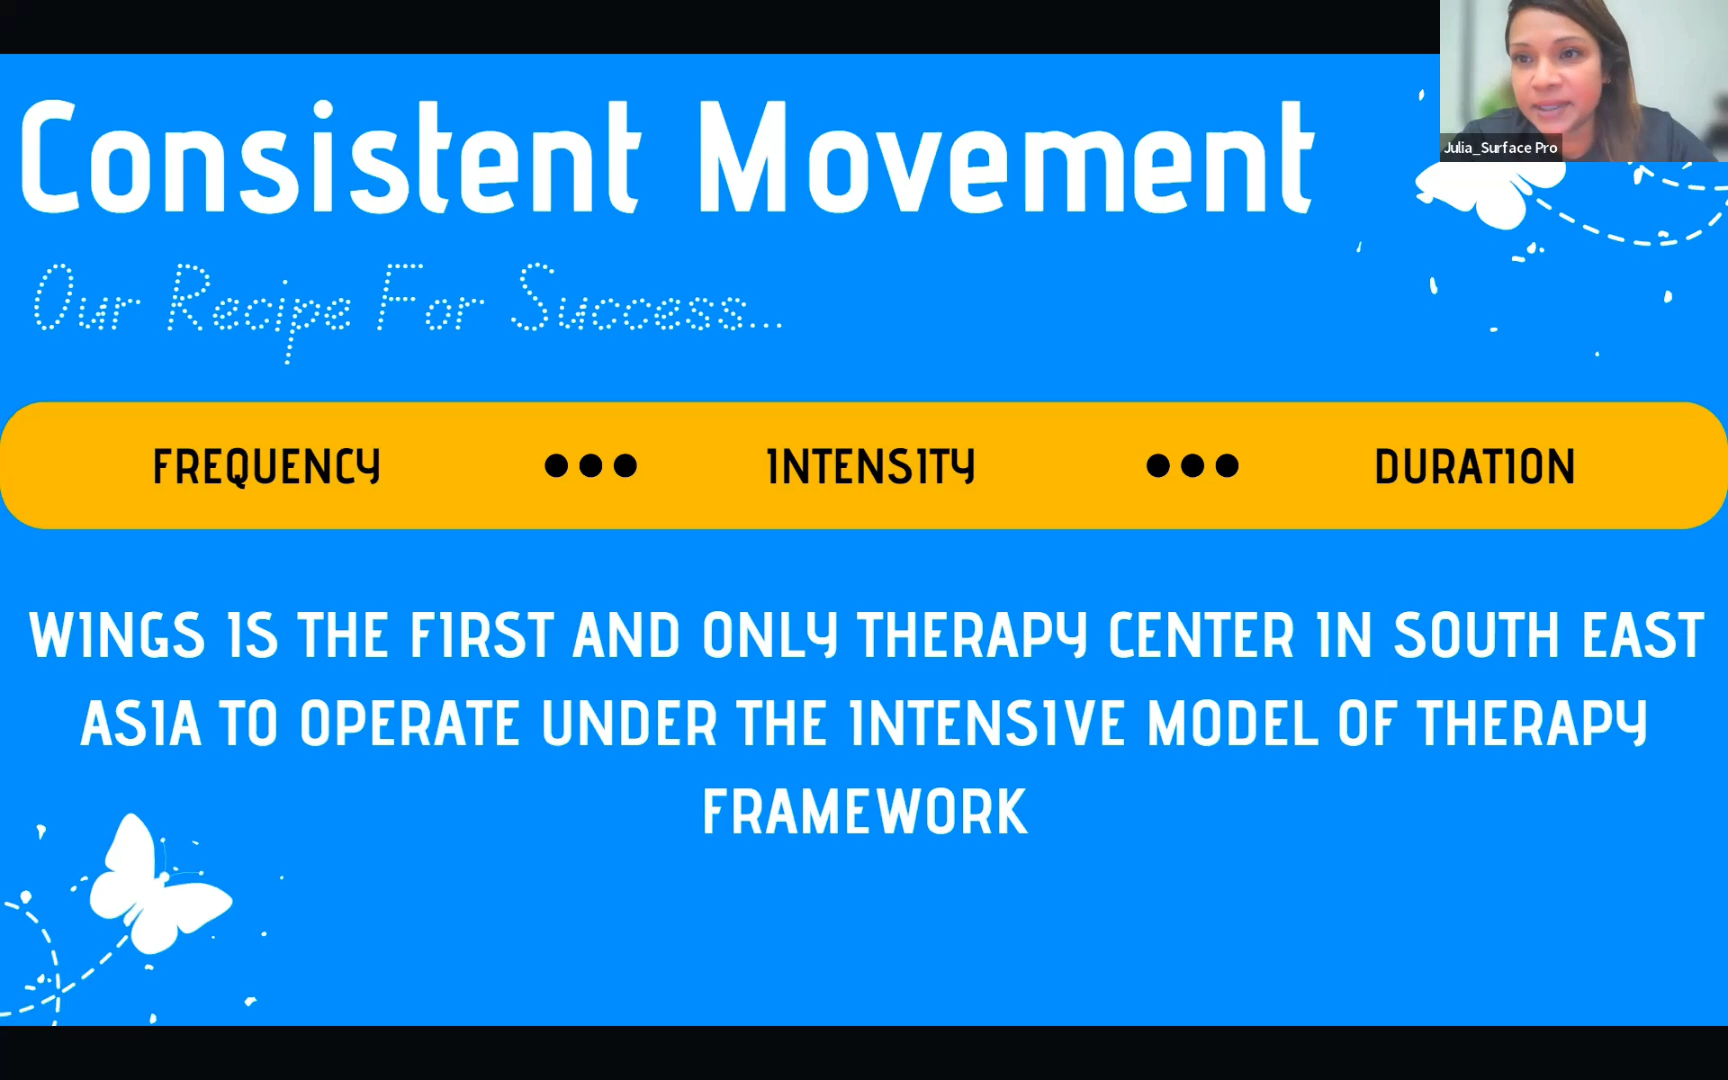 Consistent Movement
Julia_Surface Pro
Our Recipe For Success...
FREQUENCY ••• INTENSITY ••• DURATION
WINGS IS THE FIRST AND ONLY THERAPY CENTER IN SOUTH EAST
ASIA TO OPERATE UNDER THE INTENSIVE MODEL OF THERAPY
FRAMEWORK